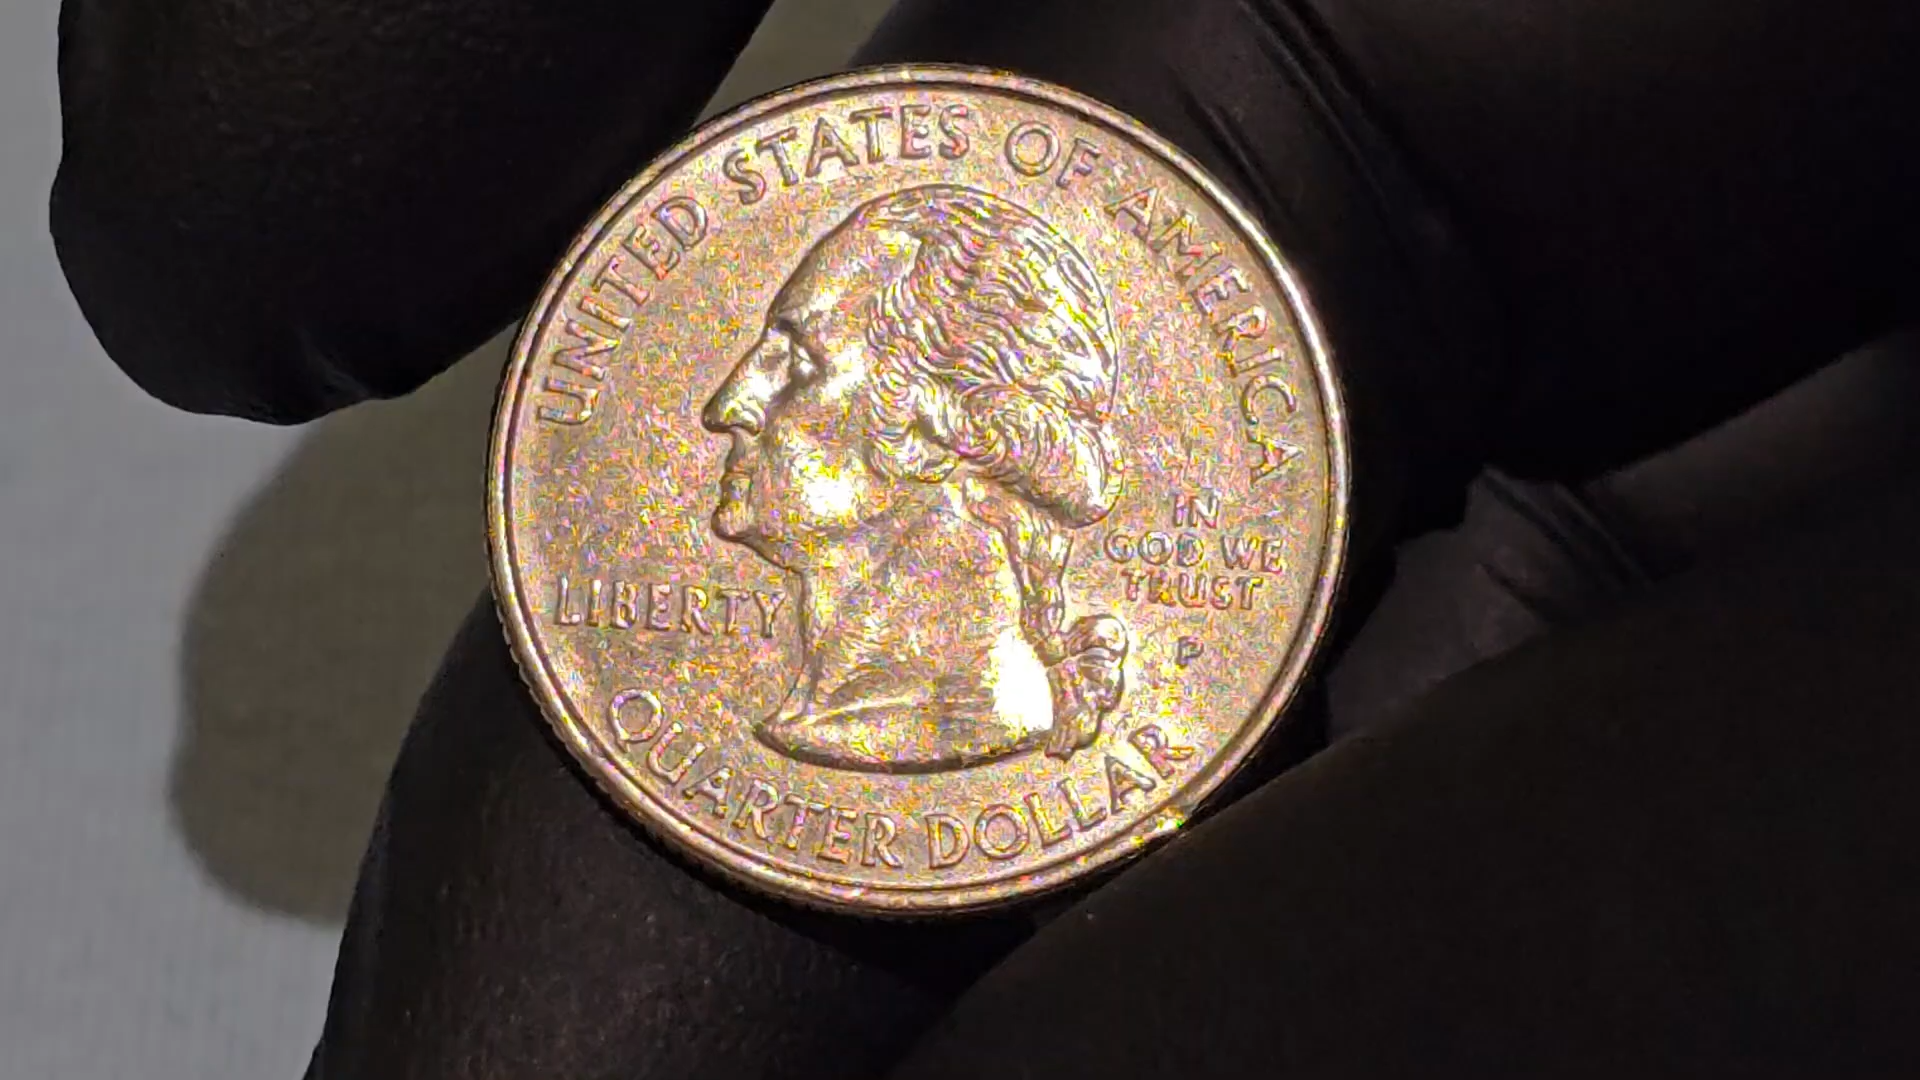 UNITED STATES OF AMERICA
LIBERTY
IN
GOD WE
TRUST
P
QUARTER DOLLAR